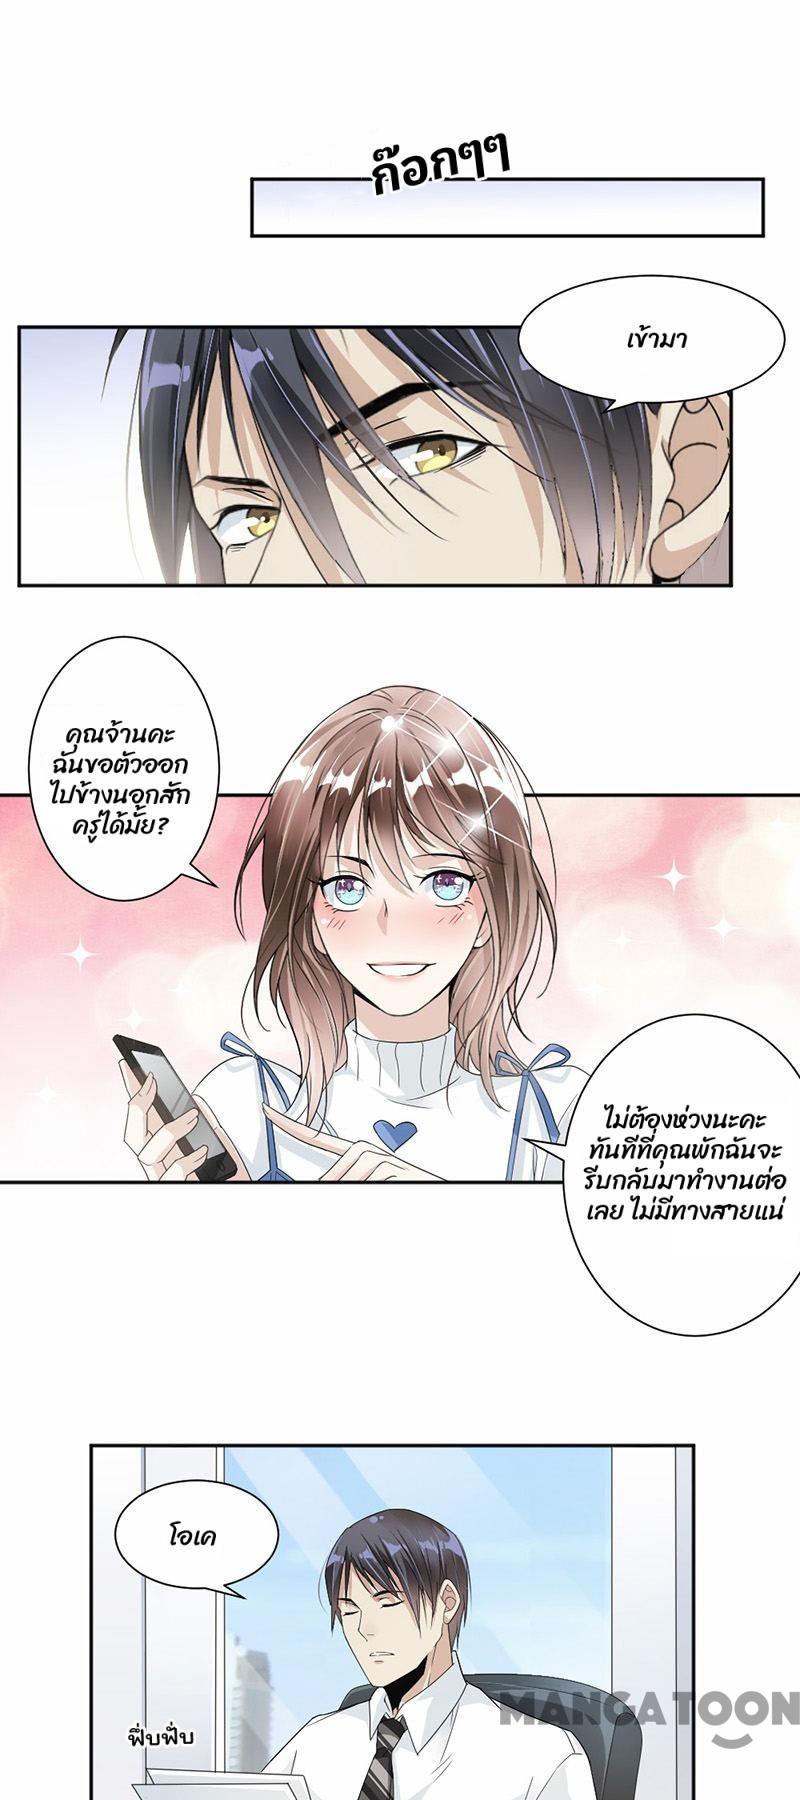 ก๊อกๆๆ
เข้ามา
คุณจ้านคะ
ฉันขอตัวออก
ไปข้างนอกสัก
ครู่ได้มั้ย?
ไม่ต้องห่วงนะคะ
ทันทีที่คุณพักฉันจะ
รีบกลับมาทำงานต่อ
เลย ไม่มีทางสายแน่
โอเค
ฟึ่บฟั่บ
MANGATOON